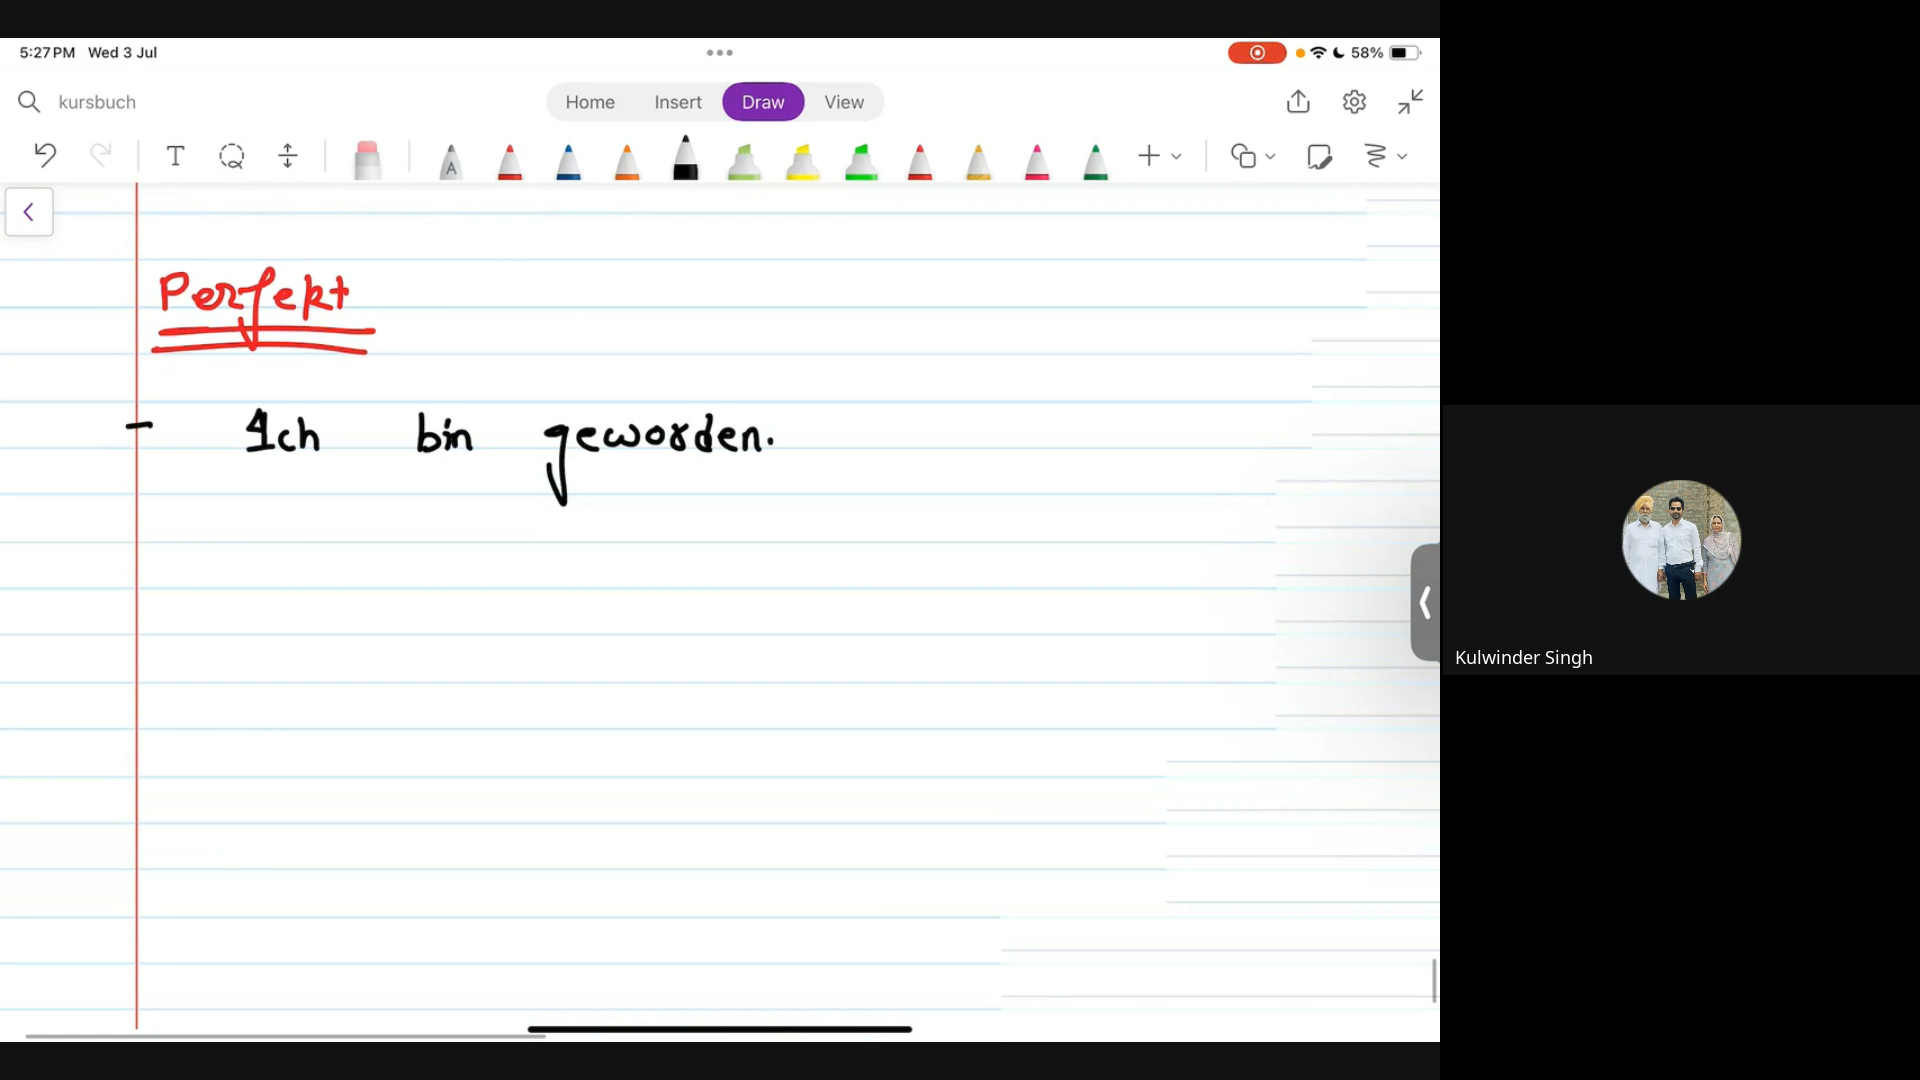 5:27 PM Wed 3 Jul
58%
kursbuch
Home Insert Draw View
T
A
Perfekt
- Ich bin geworden.
Kulwinder Singh